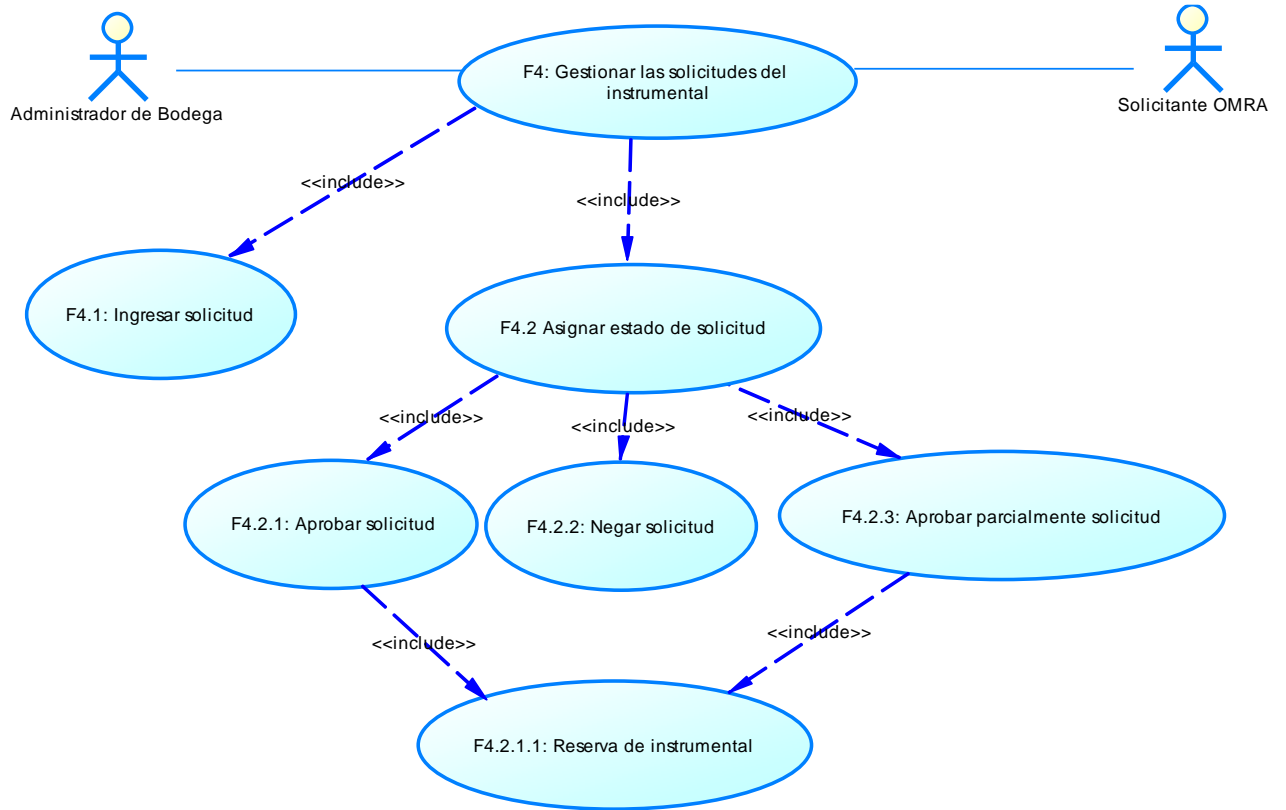 F4: Gestionar las solicitudes del
instrumental
Administrador de Bodega
Solicitante OMRA
<<include>>
<<include>>
F4.1: Ingresar solicitud
F4.2 Asignar estado de solicitud
<<include>>
<<include>>
<<include>>
F4.2.1: Aprobar solicitud
F4.2.2: Negar solicitud
F4.2.3: Aprobar parcialmente solicitud
<<include>>
<<include>>
F4.2.1.1: Reserva de instrumental